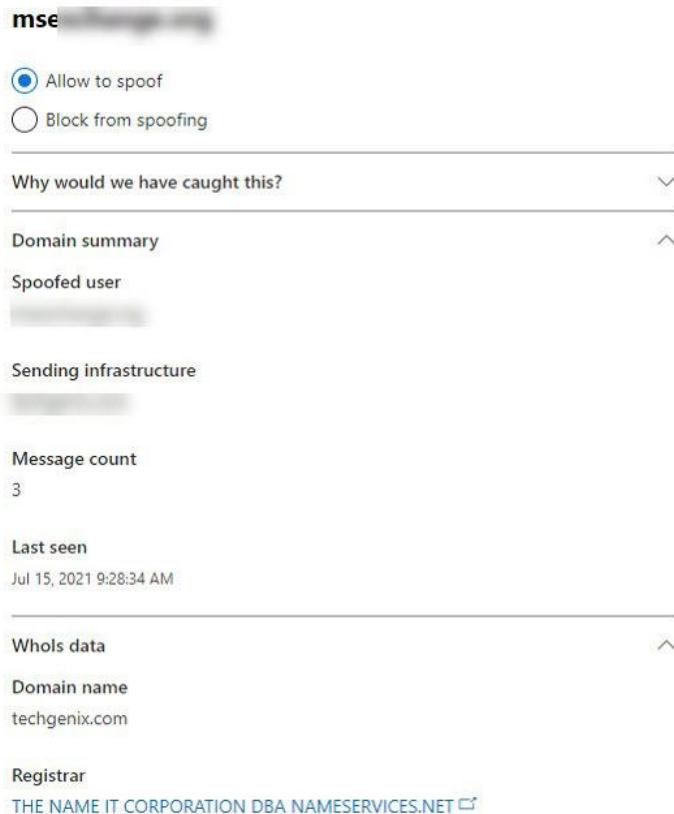 mse
Allow to spoof
Block from spoofing
Why would we have caught this?
Domain summary
Spoofed user
Sending infrastructure
Message count
3
Last seen
Jul 15, 2021 9:28:34 AM
WhoIs data
Domain name
techgenix.com
Registrar
THE NAME IT CORPORATION DBA NAMESERVICES.NET